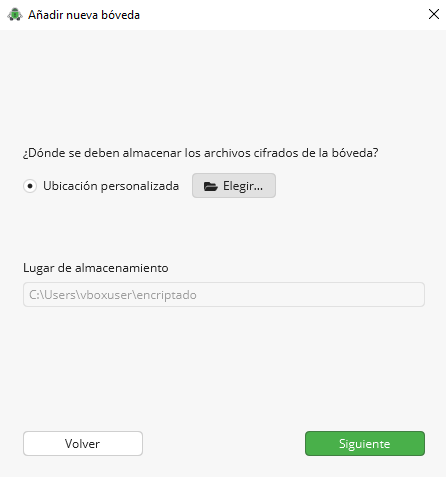 Añadir nueva bóveda
¿Dónde se deben almacenar los archivos cifrados de la bóveda?
Ubicación personalizada
Elegir...
Lugar de almacenamiento
C:\Users\vboxuser\encriptado
Volver
Siguiente